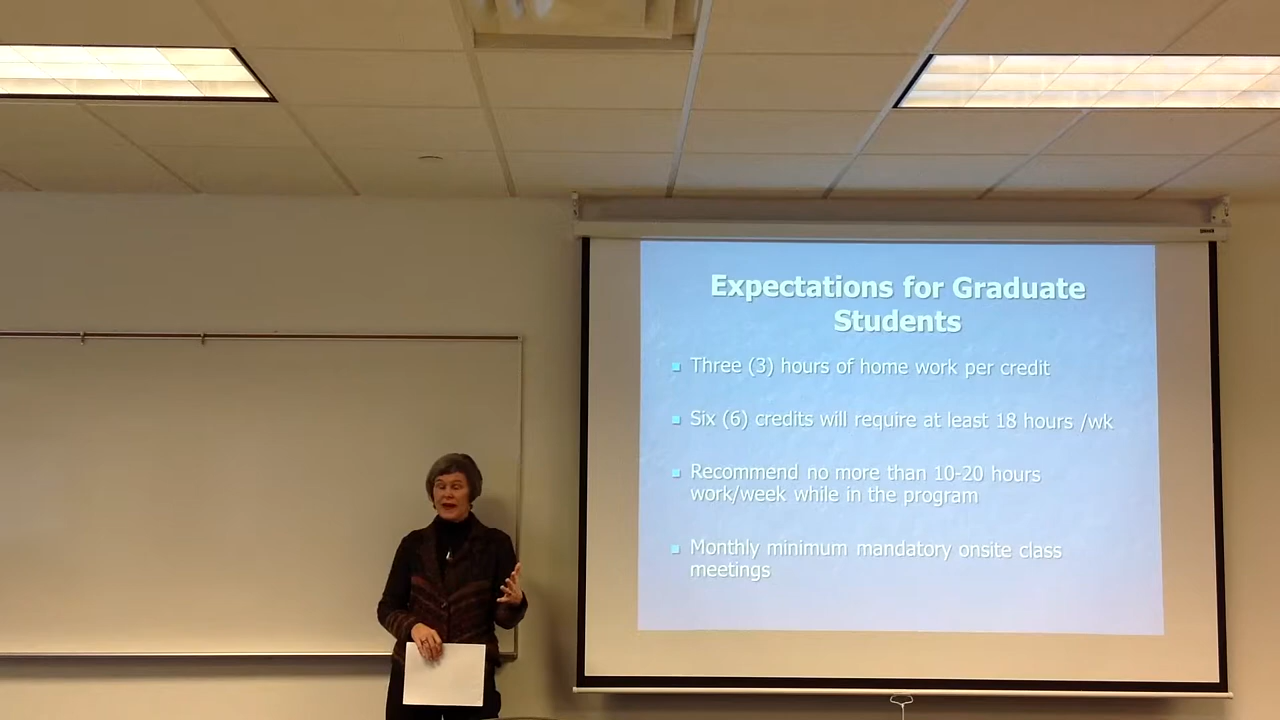 Expectations for Graduate
Students
Three (3) hours of home work per credit
Six (6) credits will require at least 18 hours /wk
Recommend no more than 10-20 hours
work/week while in the program
Monthly minimum mandatory onsite class
meetings